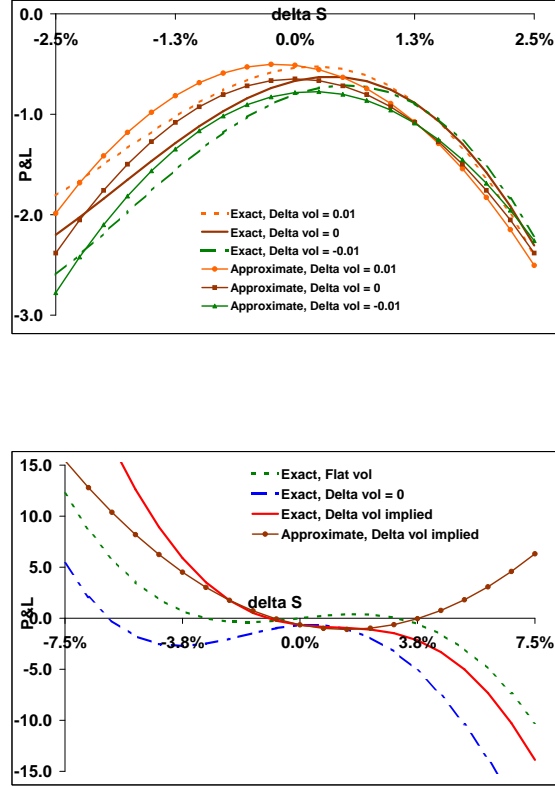 delta S
0.0
-2.5%
-1.3%
0.0%
1.3%
2.5%
-1.0
P&L
-2.0
Exact, Delta vol = 0.01
Exact, Delta vol = 0
Exact, Delta vol = -0.01
Approximate, Delta vol = 0.01
Approximate, Delta vol = 0
Approximate, Delta vol = -0.01
-3.0
15.0
Exact, Flat vol
Exact, Delta vol = 0
10.0
Exact, Delta vol implied
Approximate, Delta vol implied
5.0
delta S
P&L
0.0
-7.5%
-3.8%
0.0%
3.8%
7.5%
-5.0
-10.0
-15.0